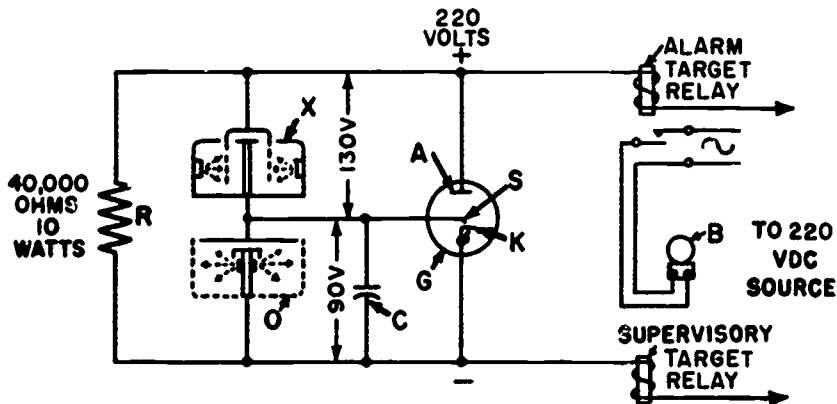 220
VOLTS
+
ALARM
TARGET
RELAY
X
130V
A
S
40,000
OHMS
10
WATTS
R
K
G
90V
C
O
B
TO 220
VDC
SOURCE
SUPERVISORY
TARGET
RELAY
−